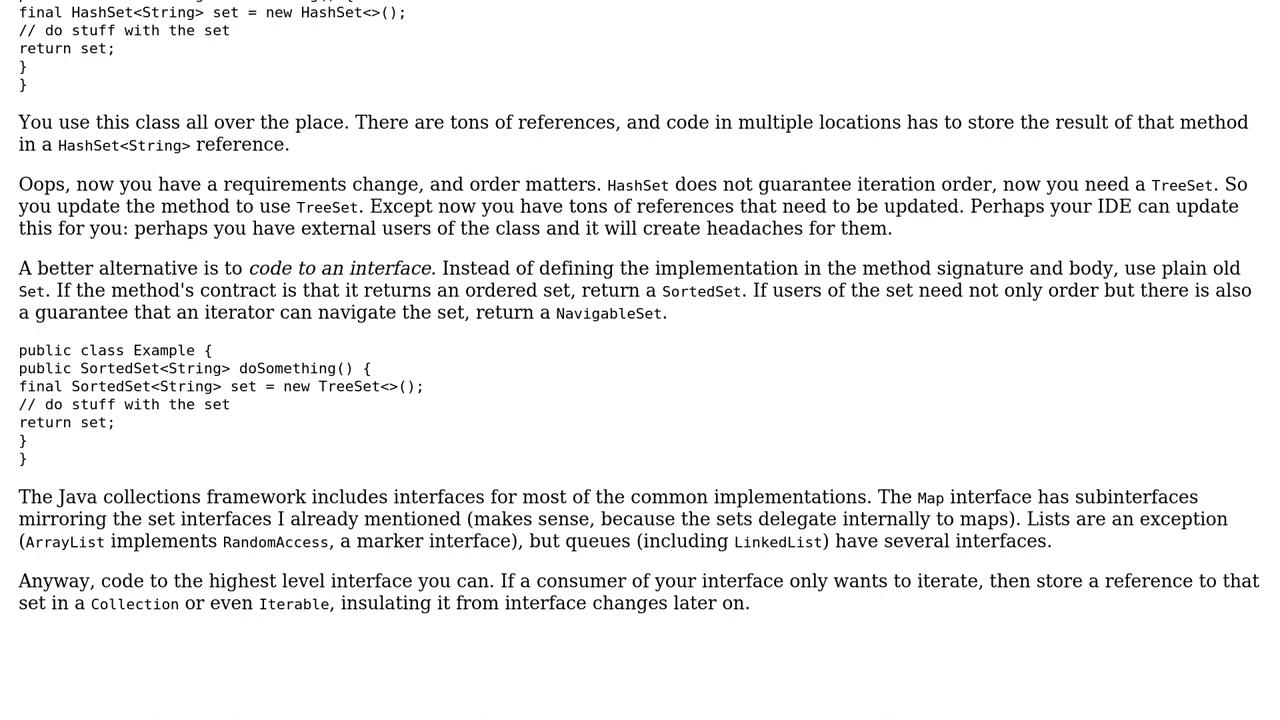 final HashSet<String> set = new HashSet<>();
// do stuff with the set
return set;
}
}
You use this class all over the place. There are tons of references, and code in multiple locations has to store the result of that method
in a HashSet<String> reference.
Oops, now you have a requirements change, and order matters. HashSet does not guarantee iteration order, now you need a TreeSet. So
you update the method to use TreeSet. Except now you have tons of references that need to be updated. Perhaps your IDE can update
this for you: perhaps you have external users of the class and it will create headaches for them.
A better alternative is to code to an interface. Instead of defining the implementation in the method signature and body, use plain old
Set. If the method's contract is that it returns an ordered set, return a SortedSet. If users of the set need not only order but there is also
a guarantee that an iterator can navigate the set, return a NavigableSet.
public class Example {
public SortedSet<String> doSomething() {
final SortedSet<String> set = new TreeSet<>();
// do stuff with the set
return set;
}
}
The Java collections framework includes interfaces for most of the common implementations. The Map interface has subinterfaces
mirroring the set interfaces I already mentioned (makes sense, because the sets delegate internally to maps). Lists are an exception
(ArrayList implements RandomAccess, a marker interface), but queues (including LinkedList) have several interfaces.
Anyway, code to the highest level interface you can. If a consumer of your interface only wants to iterate, then store a reference to that
set in a Collection or even Iterable, insulating it from interface changes later on.